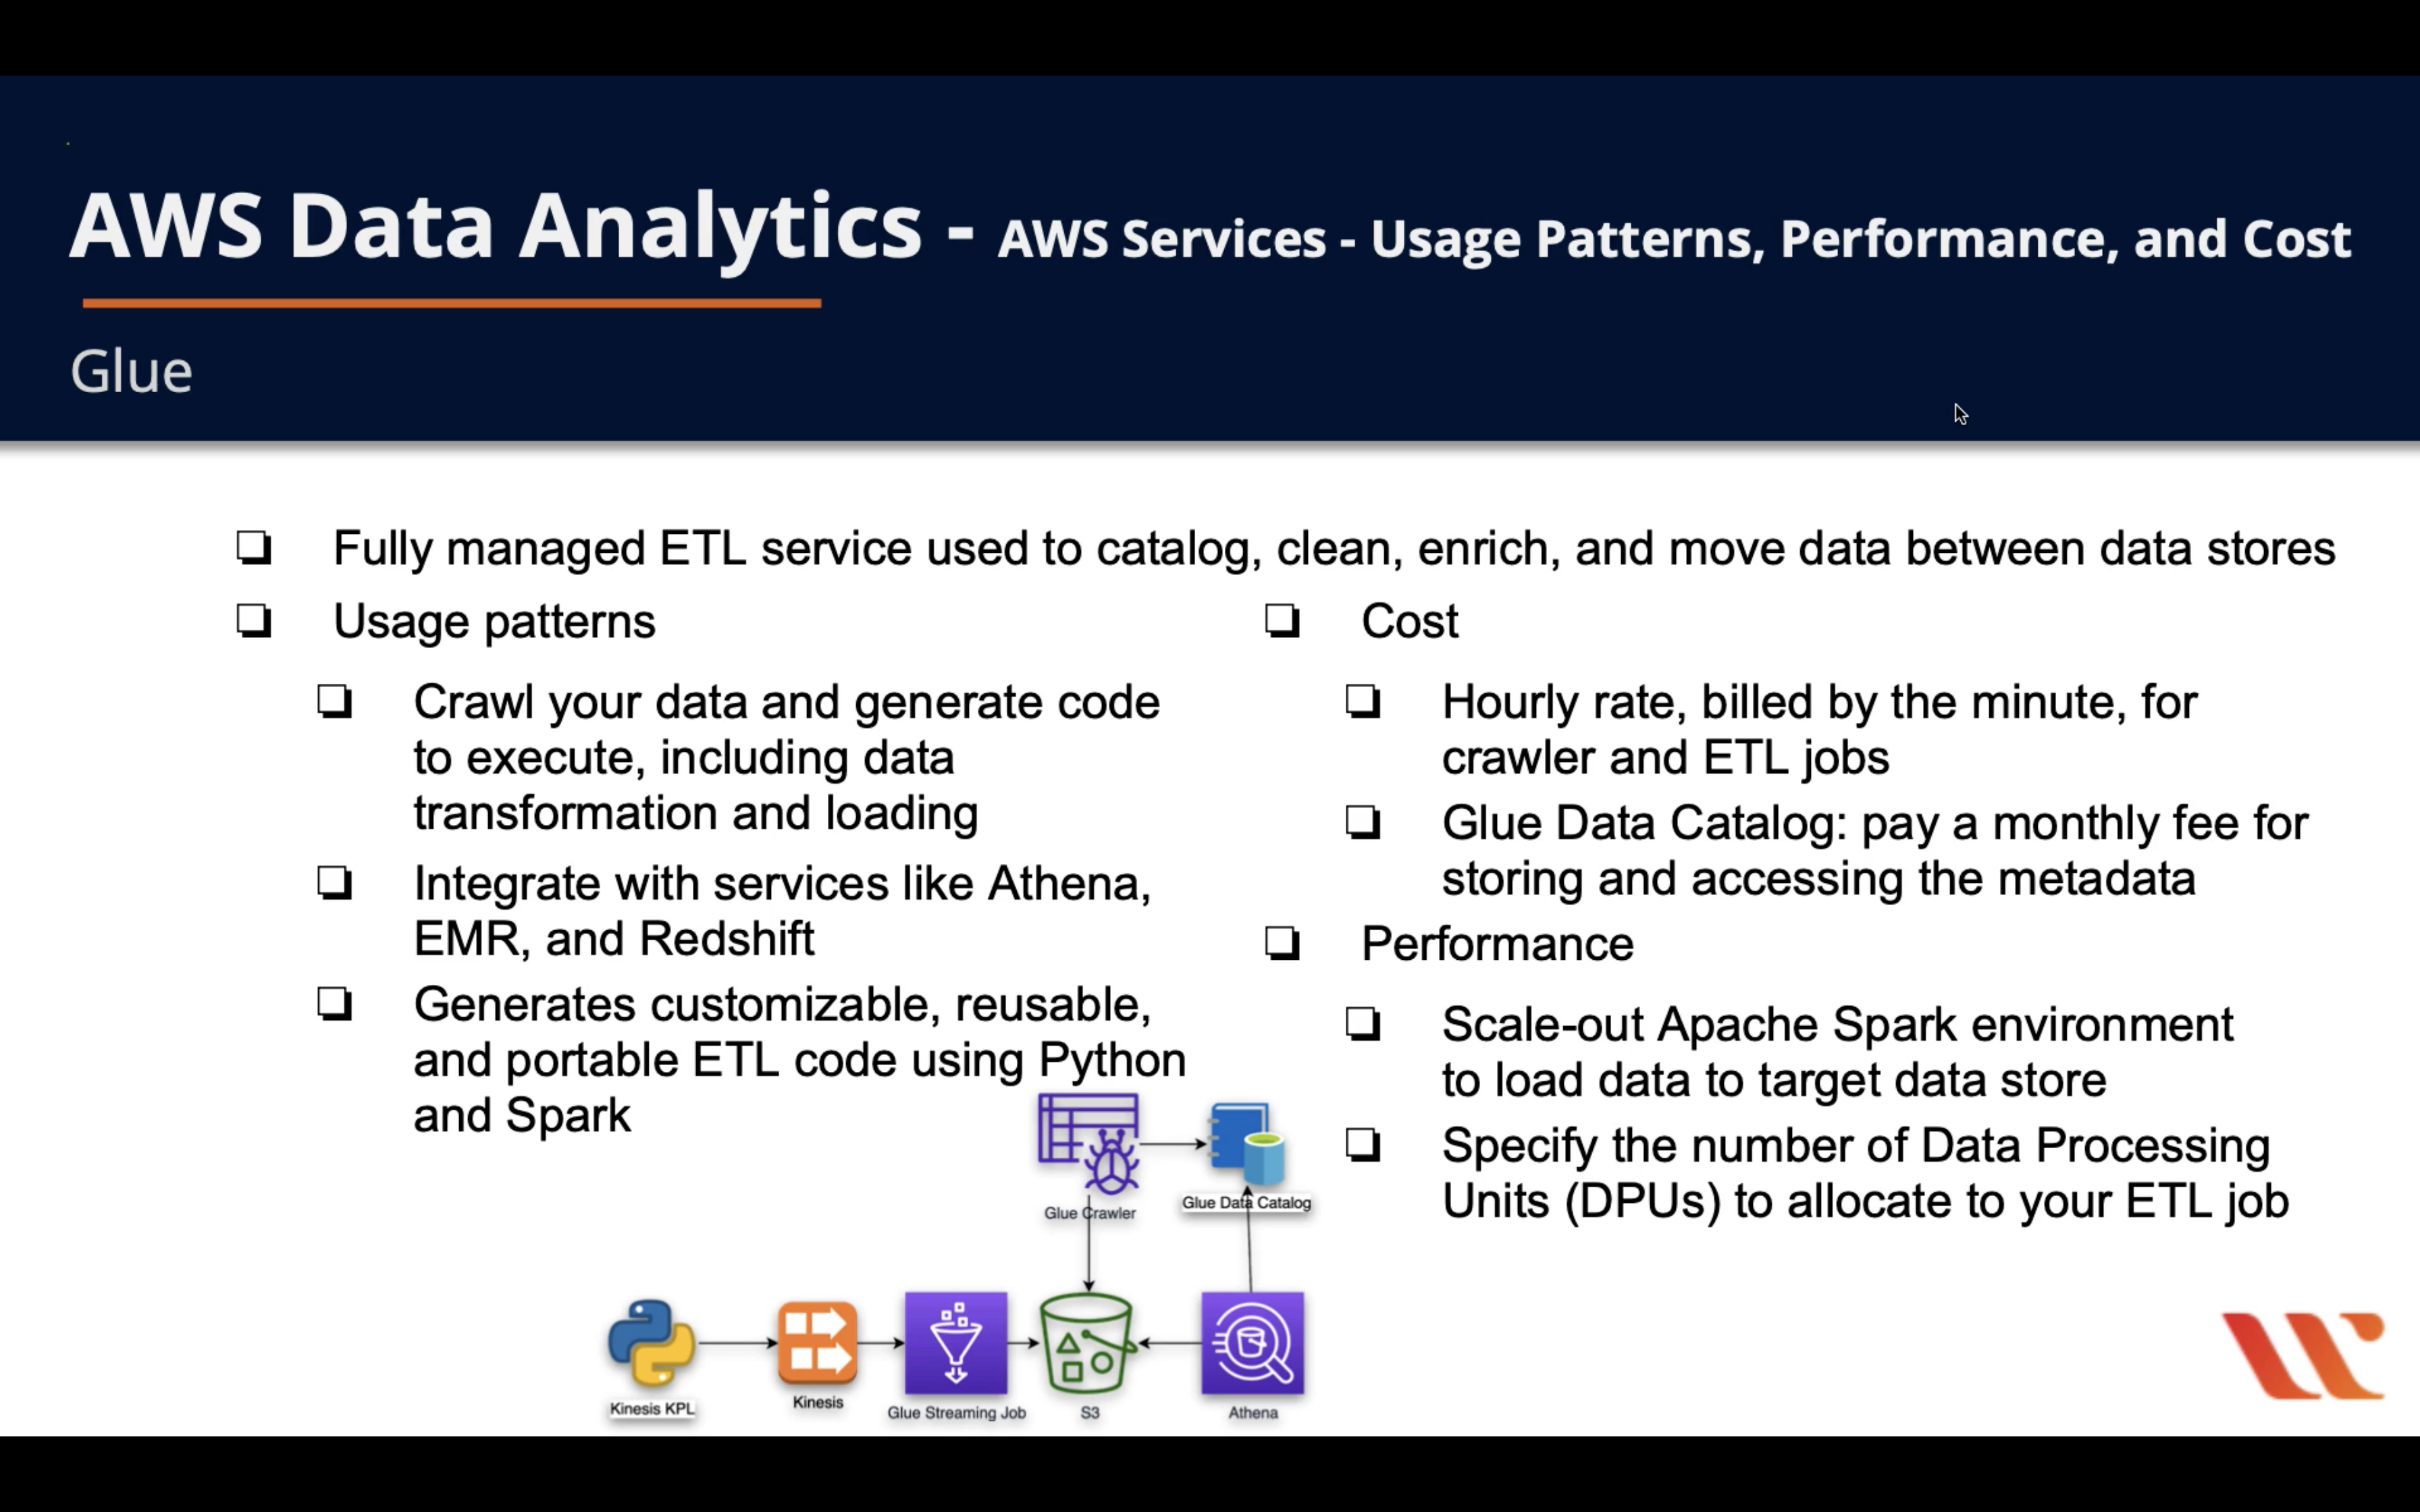 AWS Data Analytics - AWS Services - Usage Patterns, Performance, and Cost
Glue
Fully managed ETL service used to catalog, clean, enrich, and move data between data stores
Usage patterns
Crawl your data and generate code
to execute, including data
transformation and loading
Integrate with services like Athena,
EMR, and Redshift
Generates customizable, reusable,
and portable ETL code using Python
and Spark
Cost
Hourly rate, billed by the minute, for
crawler and ETL jobs
Glue Data Catalog: pay a monthly fee for
storing and accessing the metadata
Performance
Scale-out Apache Spark environment
to load data to target data store
Specify the number of Data Processing
Units (DPUs) to allocate to your ETL job
Glue Crawler
Glue Data Catalog
Kinesis KPL
Kinesis
Glue Streaming Job
S3
Athena